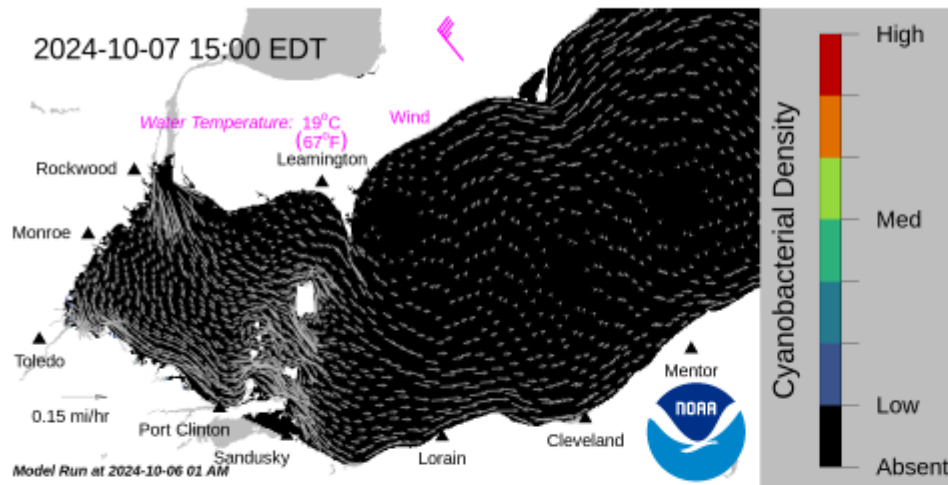 2024-10-07 15:00 EDT
High
Wind
Water Temperature: 19°C
(67°F)
Leamington
Rockwood
Monroe
Med
Cyanobacterial Density
Toledo
Mentor
NOAA
0.15 mi/hr
Low
Port Clinton
Cleveland
Sandusky
Lorain
Model Run at 2024-10-06 01 AM
Absent